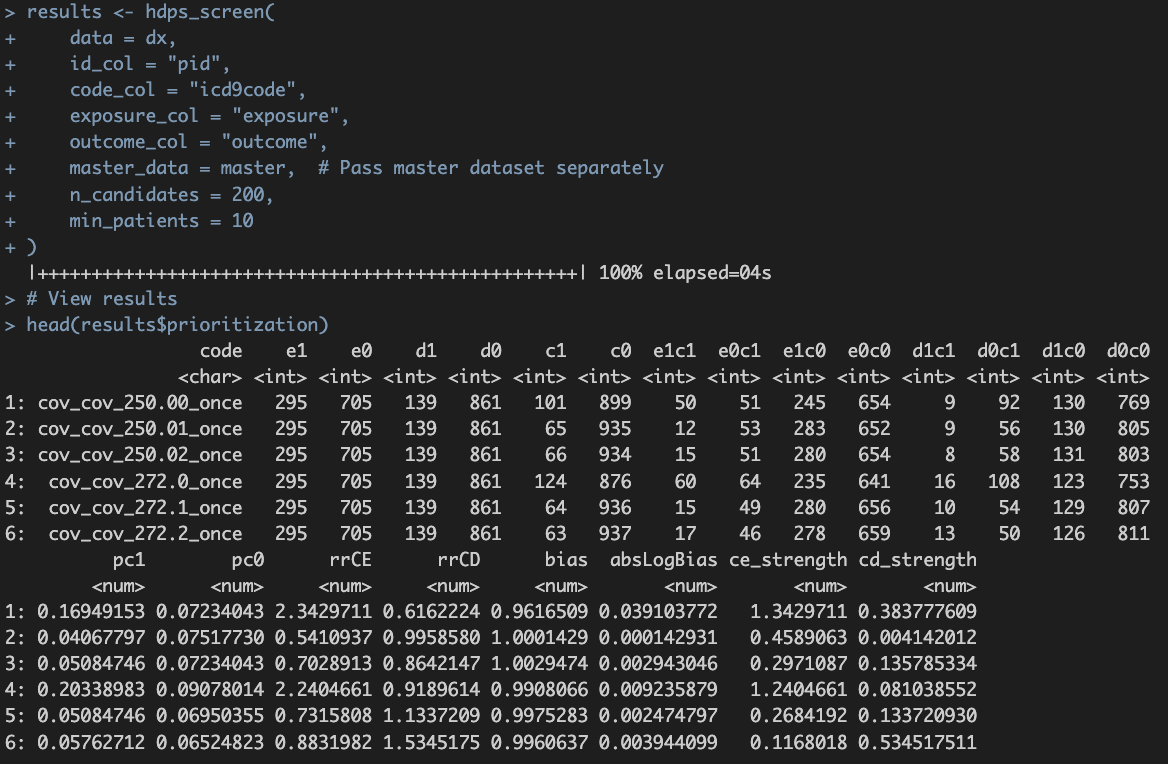 > results <- hdps_screen(
+     data = dx,
+     id_col = "pid",
+     code_col = "icd9code",
+     exposure_col = "exposure",
+     outcome_col = "outcome",
+     master_data = master,  # Pass master dataset separately
+     n_candidates = 200,
+     min_patients = 10
+ )
  |++++++++++++++++++++++++++++++++++++++++++++++++++| 100% elapsed=04s
> # View results
> head(results$prioritization)
                 code    e1    e0    d1    d0    c1    c0  e1c1  e0c1  e1c0  e0c0  d1c1  d0c1  d1c0  d0c0
               <char> <int> <int> <int> <int> <int> <int> <int> <int> <int> <int> <int> <int> <int> <int>
1: cov_cov_250.00_once   295   705   139   861   101   899    50    51   245   654     9    92   130   769
2: cov_cov_250.01_once   295   705   139   861    65   935    12    53   283   652     9    56   130   805
3: cov_cov_250.02_once   295   705   139   861    66   934    15    51   280   654     8    58   131   803
4:  cov_cov_272.0_once   295   705   139   861   124   876    60    64   235   641    16   108   123   753
5:  cov_cov_272.1_once   295   705   139   861    64   936    15    49   280   656    10    54   129   807
6:  cov_cov_272.2_once   295   705   139   861    63   937    17    46   278   659    13    50   126   811
          pc1        pc0      rrCE      rrCD      bias  absLogBias ce_strength cd_strength
        <num>      <num>     <num>     <num>     <num>       <num>       <num>       <num>
1: 0.16949153 0.07234043 2.3429711 0.6162224 0.9616509 0.039103772   1.3429711 0.383777609
2: 0.04067797 0.07517730 0.5410937 0.9958580 1.0001429 0.000142931   0.4589063 0.004142012
3: 0.05084746 0.07234043 0.7028913 0.8642147 1.0029474 0.002943046   0.2971087 0.135785334
4: 0.20338983 0.09078014 2.2404661 0.9189614 0.9908066 0.009235879   1.2404661 0.081038552
5: 0.05084746 0.06950355 0.7315808 1.1337209 0.9975283 0.002474797   0.2684192 0.133720930
6: 0.05762712 0.06524823 0.8831982 1.5345175 0.9960637 0.003944099   0.1168018 0.534517511